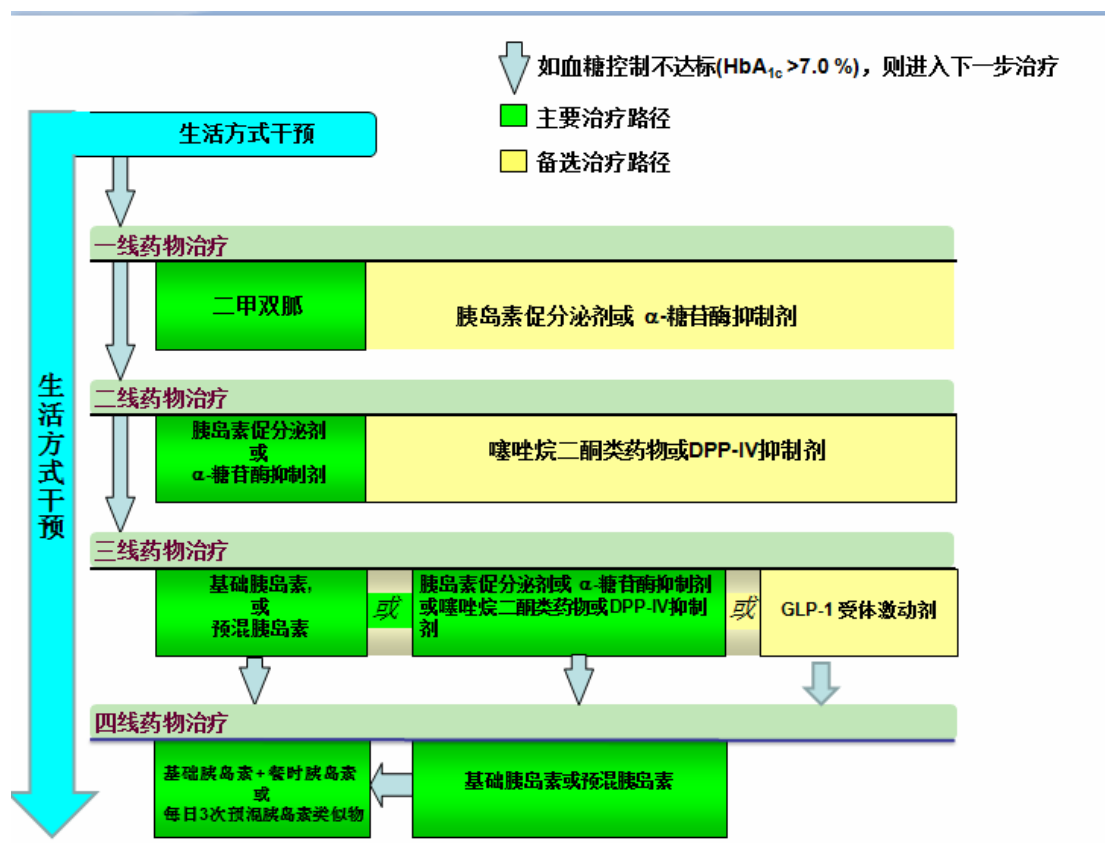 如血糖控制不达标(HbA1c >7.0 %)，则进入下一步治疗
主要治疗路径
备选治疗路径
生活方式干预
生活方式干预
一线药物治疗
二甲双胍
胰岛素促分泌剂或 α-糖苷酶抑制剂
二线药物治疗
胰岛素促分泌剂
或
α-糖苷酶抑制剂
噻唑烷二酮类药物或DPP-IV抑制剂
三线药物治疗
基础胰岛素,
或
预混胰岛素
或
胰岛素促分泌剂或 α-糖苷酶抑制剂
或噻唑烷二酮类药物或DPP-IV抑制
剂
或
GLP-1 受体激动剂
四线药物治疗
基础胰岛素+餐时胰岛素
或
每日3次预混胰岛素类似物
基础胰岛素或预混胰岛素